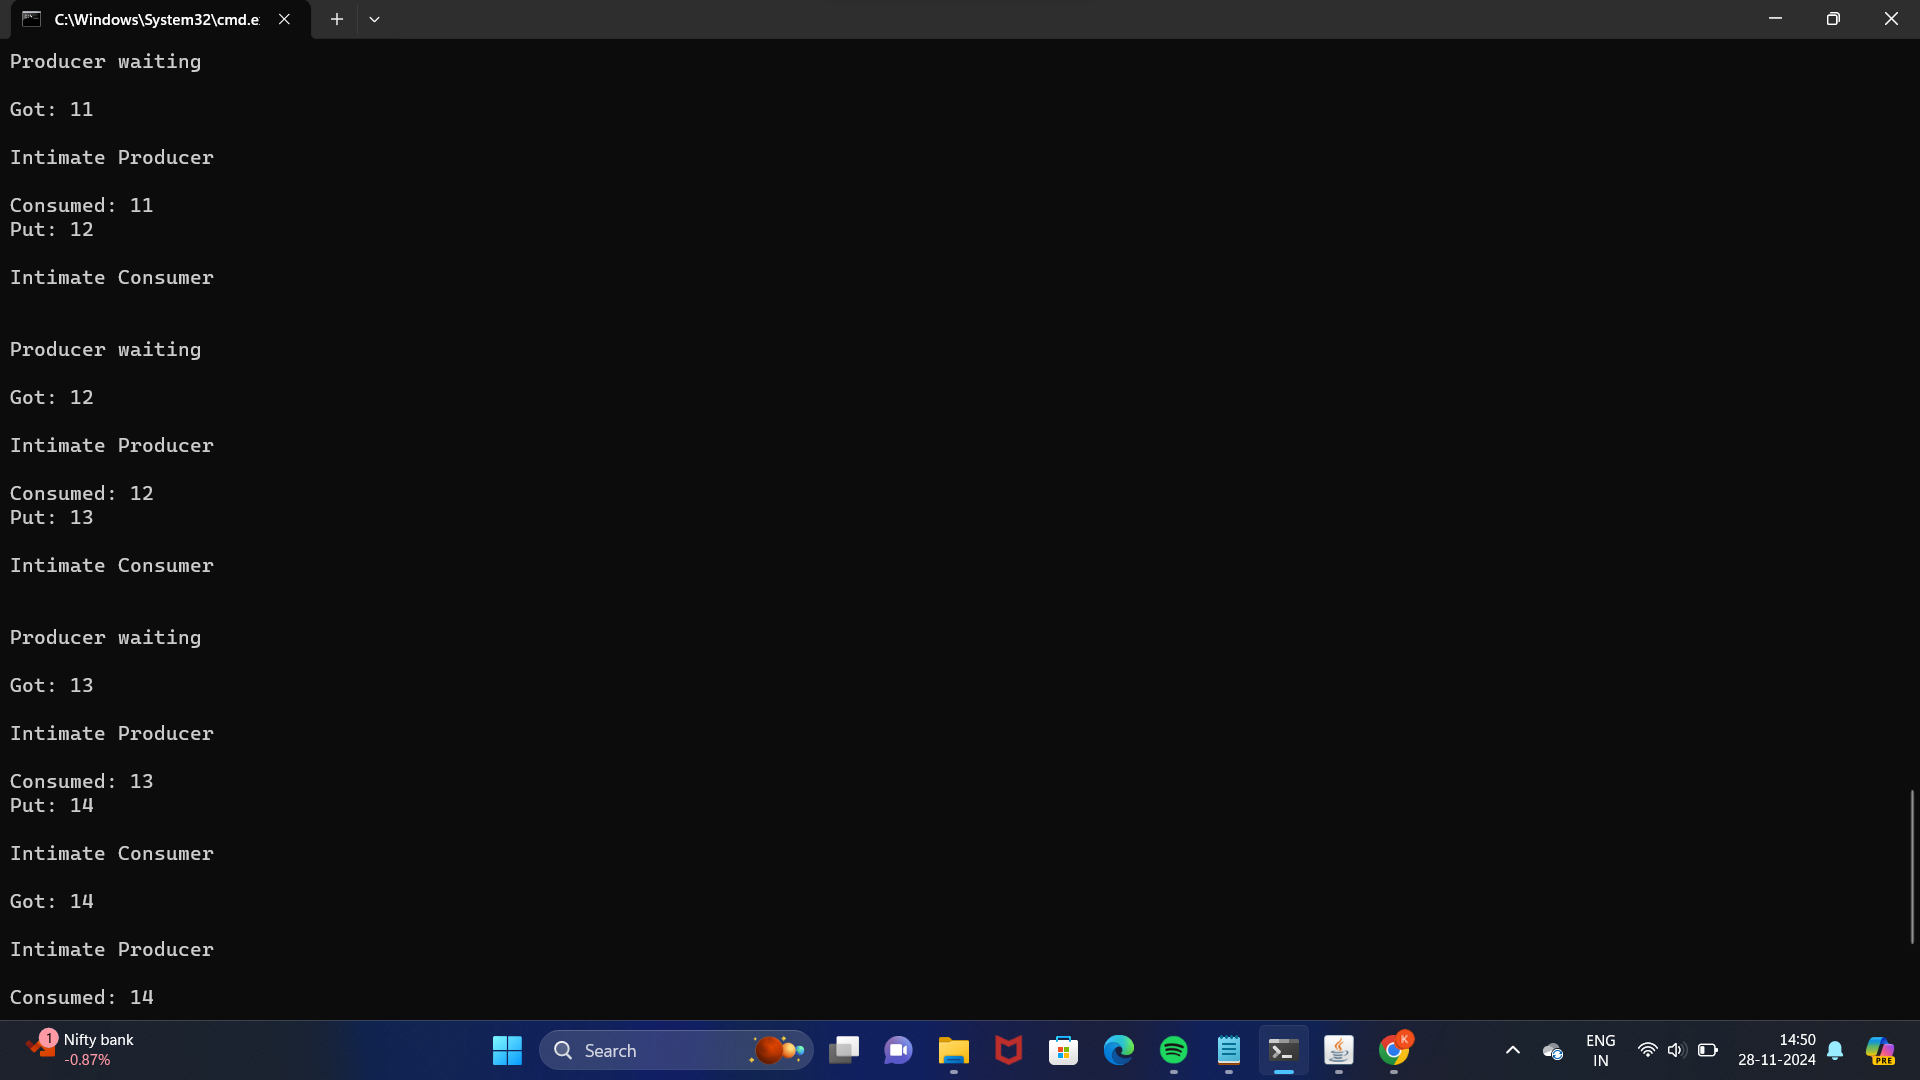 C:\Windows\System32\cmd.e
Producer waiting
Got: 11
Intimate Producer
Consumed: 11
Put: 12
Intimate Consumer
Producer waiting
Got: 12
Intimate Producer
Consumed: 12
Put: 13
Intimate Consumer
Producer waiting
Got: 13
Intimate Producer
Consumed: 13
Put: 14
Intimate Consumer
Got: 14
Intimate Producer
Consumed: 14
1
Nifty bank
-0.87%
Search
K
ENG
IN
14:50
28-11-2024
PRE